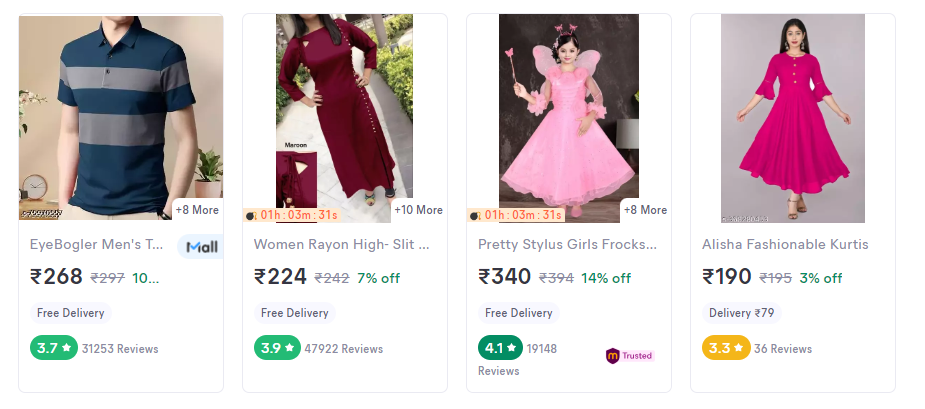 +8 More
EyeBogler Men's T...
Mall
₹268 ₹297 10...
Free Delivery
3.7 ★ 31253 Reviews
Maroon
01h : 03m : 31s
+10 More
Women Rayon High- Slit ...
₹224 ₹242 7% off
Free Delivery
3.9 ★ 47922 Reviews
01h : 03m : 31s
+8 More
Pretty Stylus Girls Frocks...
₹340 ₹394 14% off
Free Delivery
4.1 ★ 19148
Reviews
m Trusted
Alisha Fashionable Kurtis
₹190 ₹195 3% off
Delivery ₹79
3.3 ★ 36 Reviews